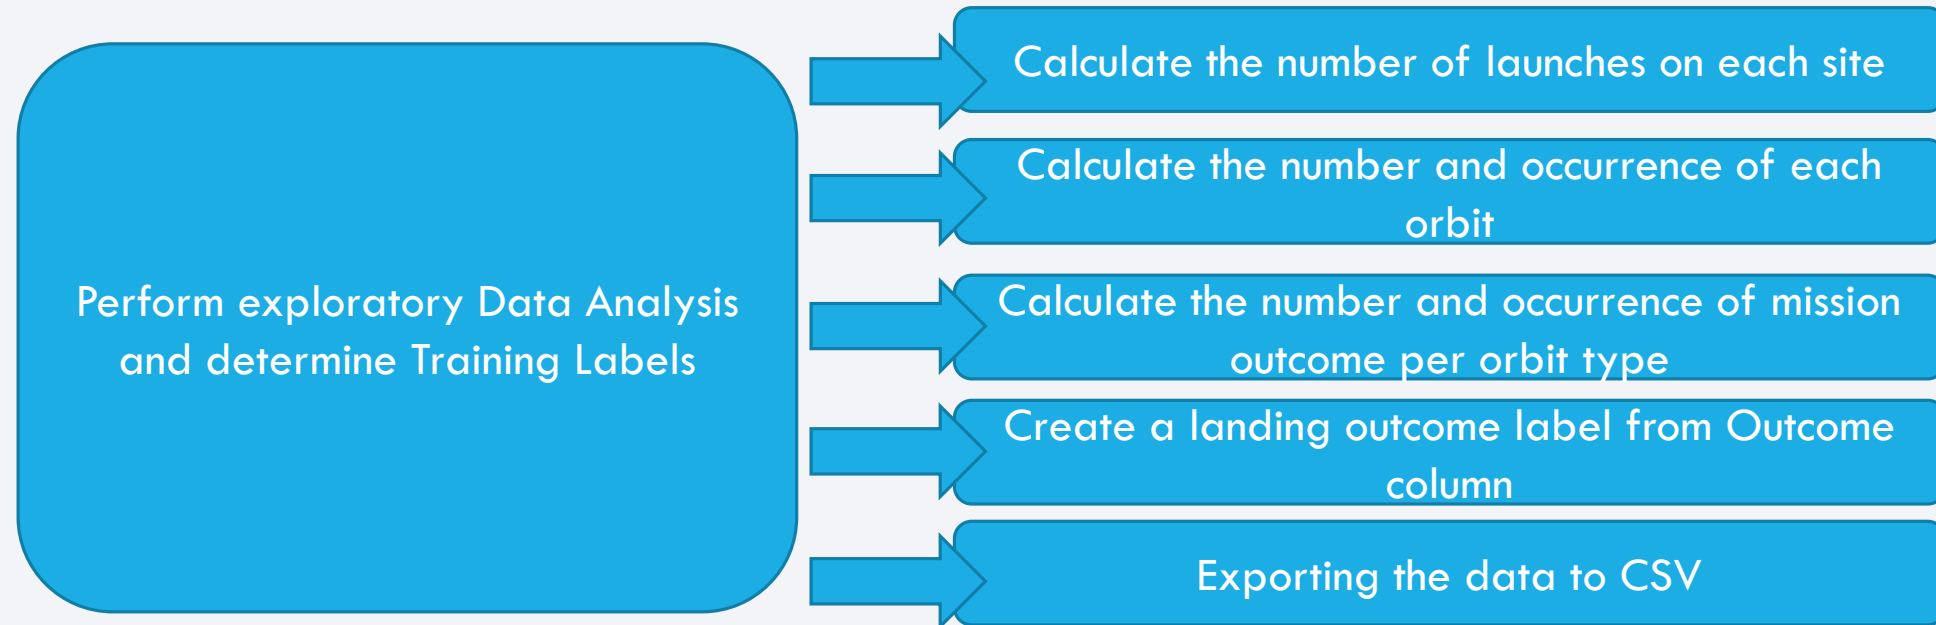 Perform exploratory Data Analysis
and determine Training Labels
Calculate the number of launches on each site
Calculate the number and occurrence of each
orbit
Calculate the number and occurrence of mission
outcome per orbit type
Create a landing outcome label from Outcome
column
Exporting the data to CSV